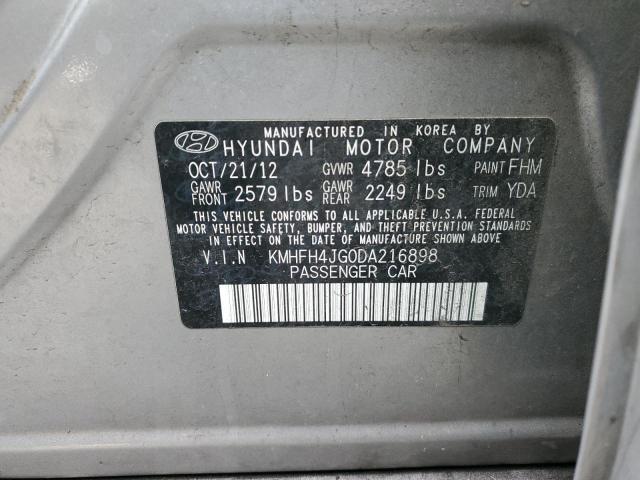 MANUFACTURED IN KOREA BY
HYUNDAI MOTOR COMPANY
OCT/21/12 GVWR 4785 lbs PAINT FHM
GAWR FRONT 2579 lbs GAWR REAR 2249 lbs TRIM YDA
THIS VEHICLE CONFORMS TO ALL APPLICABLE U.S.A. FEDERAL
MOTOR VEHICLE SAFETY, BUMPER, AND THEFT PREVENTION STANDARDS
IN EFFECT ON THE DATE OF MANUFACTURE SHOWN ABOVE.
V.I.N KMHFH4JG0DA216898
PASSENGER CAR